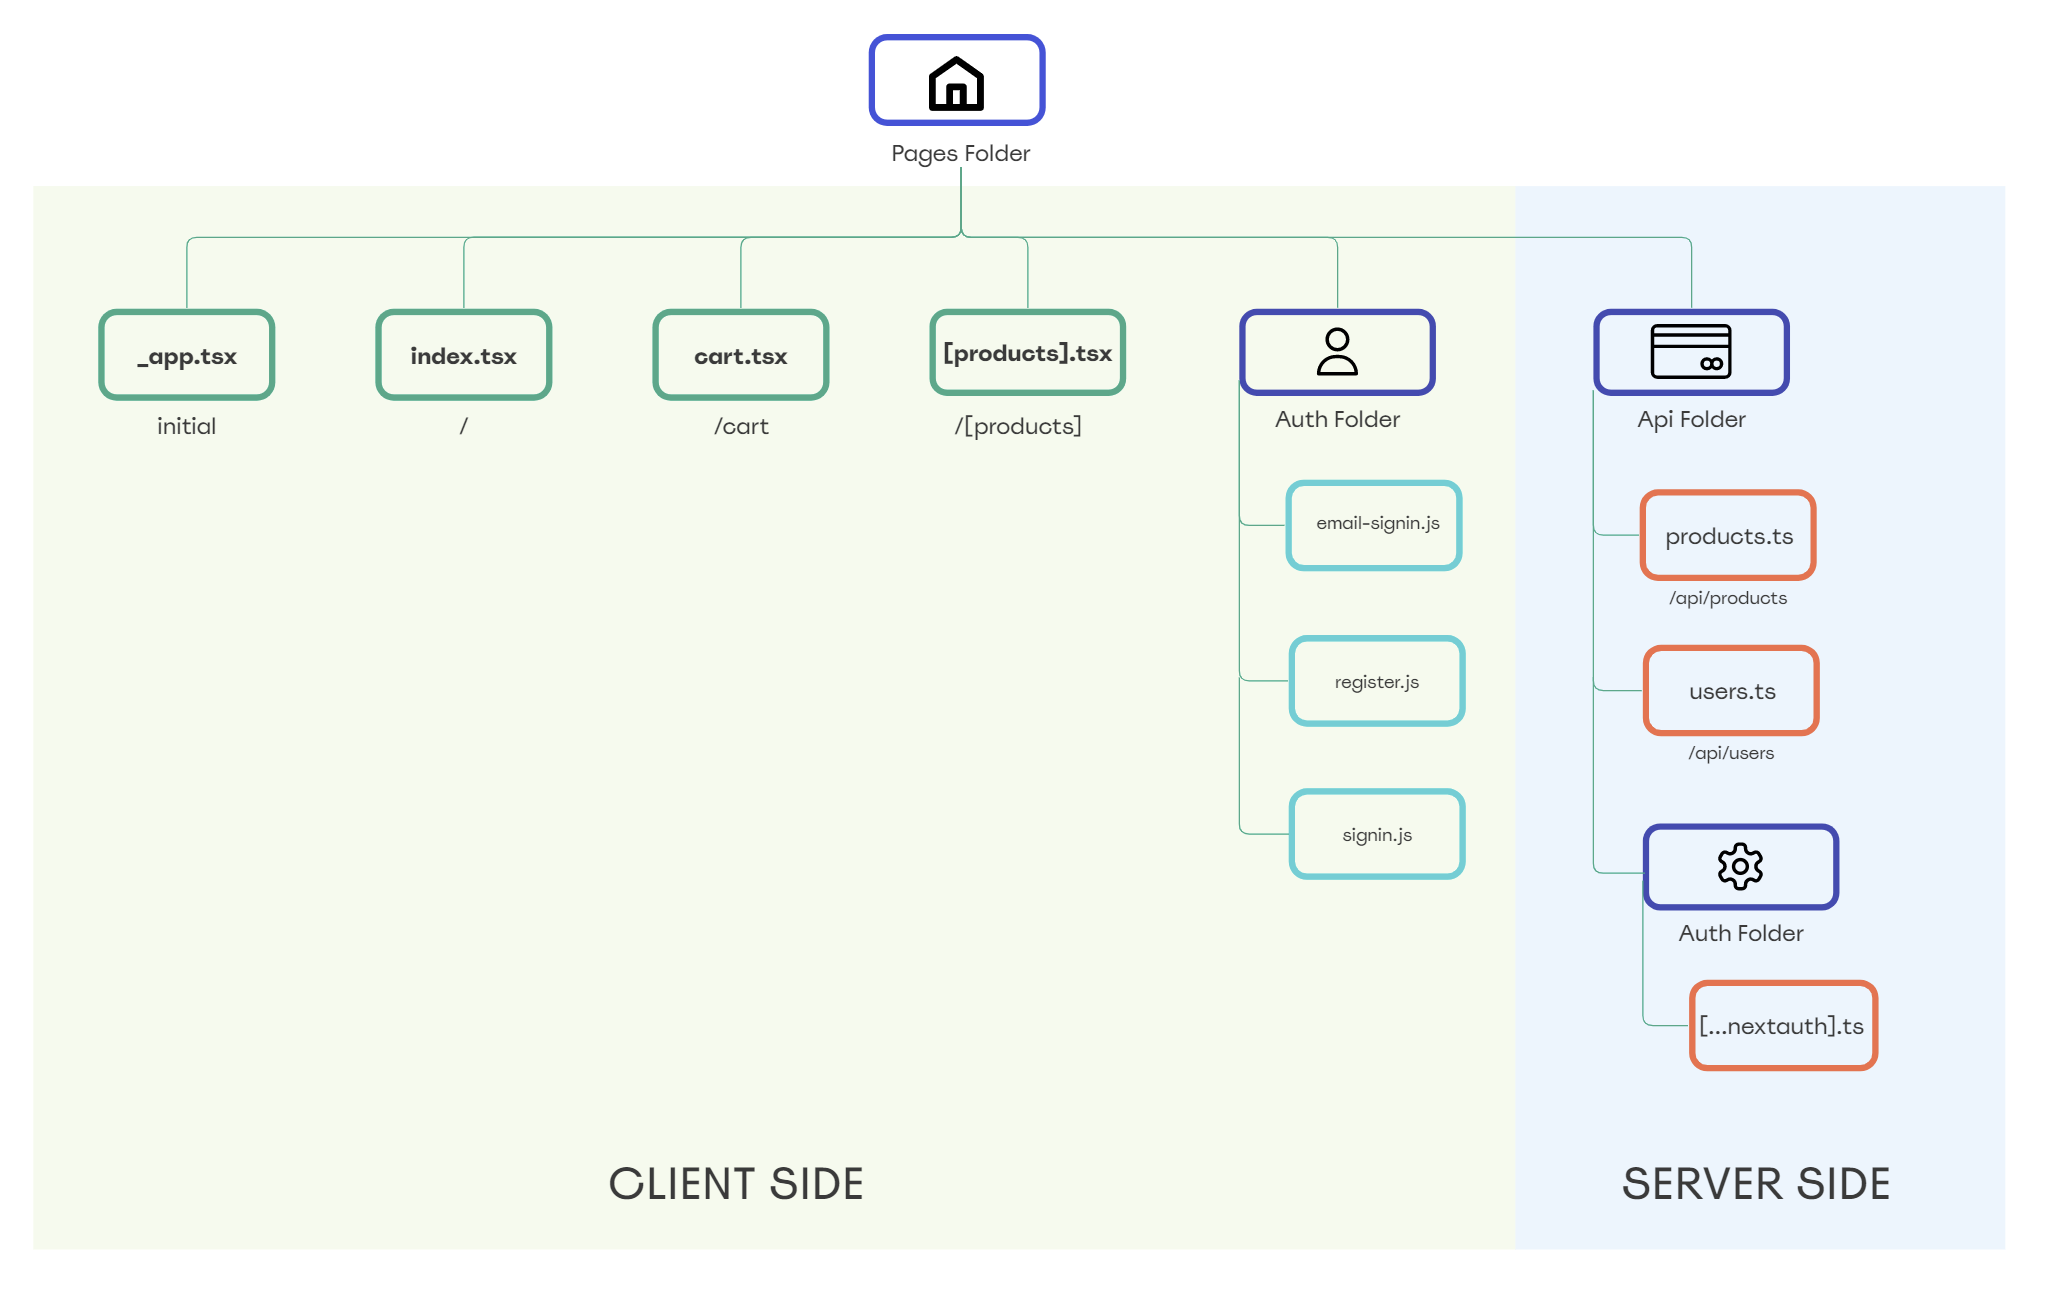 Pages Folder
_app.tsx
initial
index.tsx
/
cart.tsx
/cart
[products].tsx
/[products]
Auth Folder
email-signin.js
register.js
signin.js
Api Folder
products.ts
/api/products
users.ts
/api/users
Auth Folder
[...nextauth].ts
CLIENT SIDE
SERVER SIDE